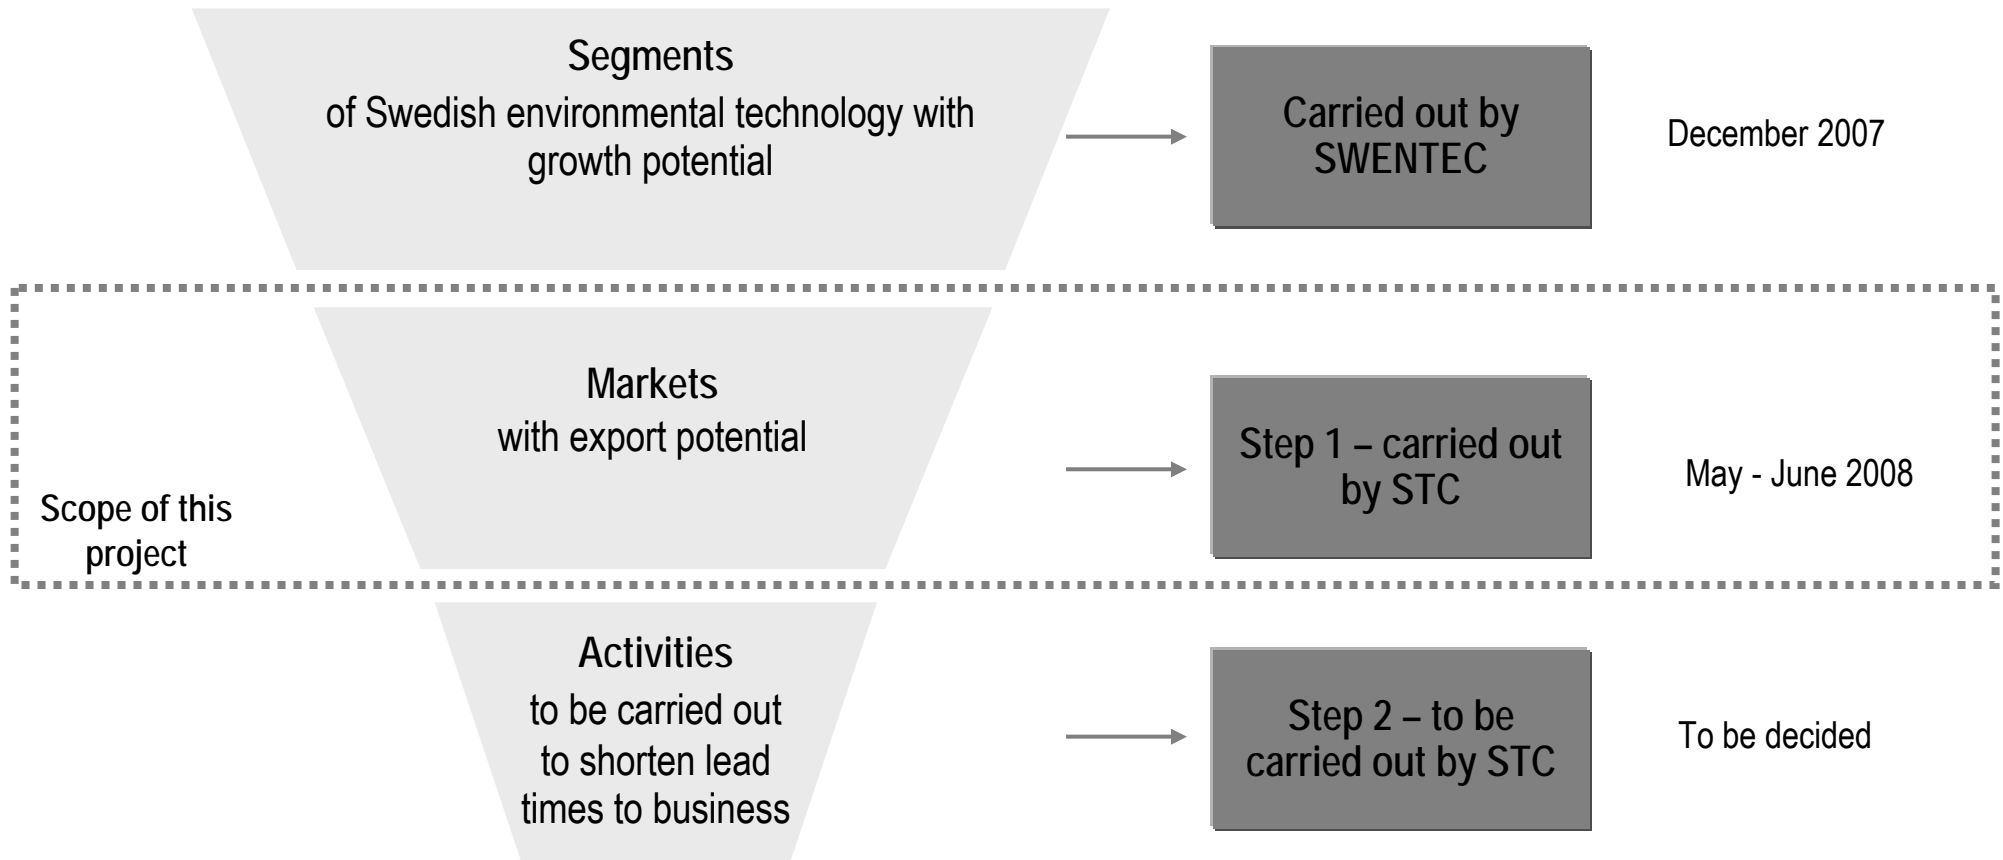 Segments
of Swedish environmental technology with
growth potential
Carried out by
SWENTEC
December 2007
Markets
with export potential
Step 1 – carried out
by STC
May - June 2008
Scope of this
project
Activities
to be carried out
to shorten lead
times to business
Step 2 – to be
carried out by STC
To be decided